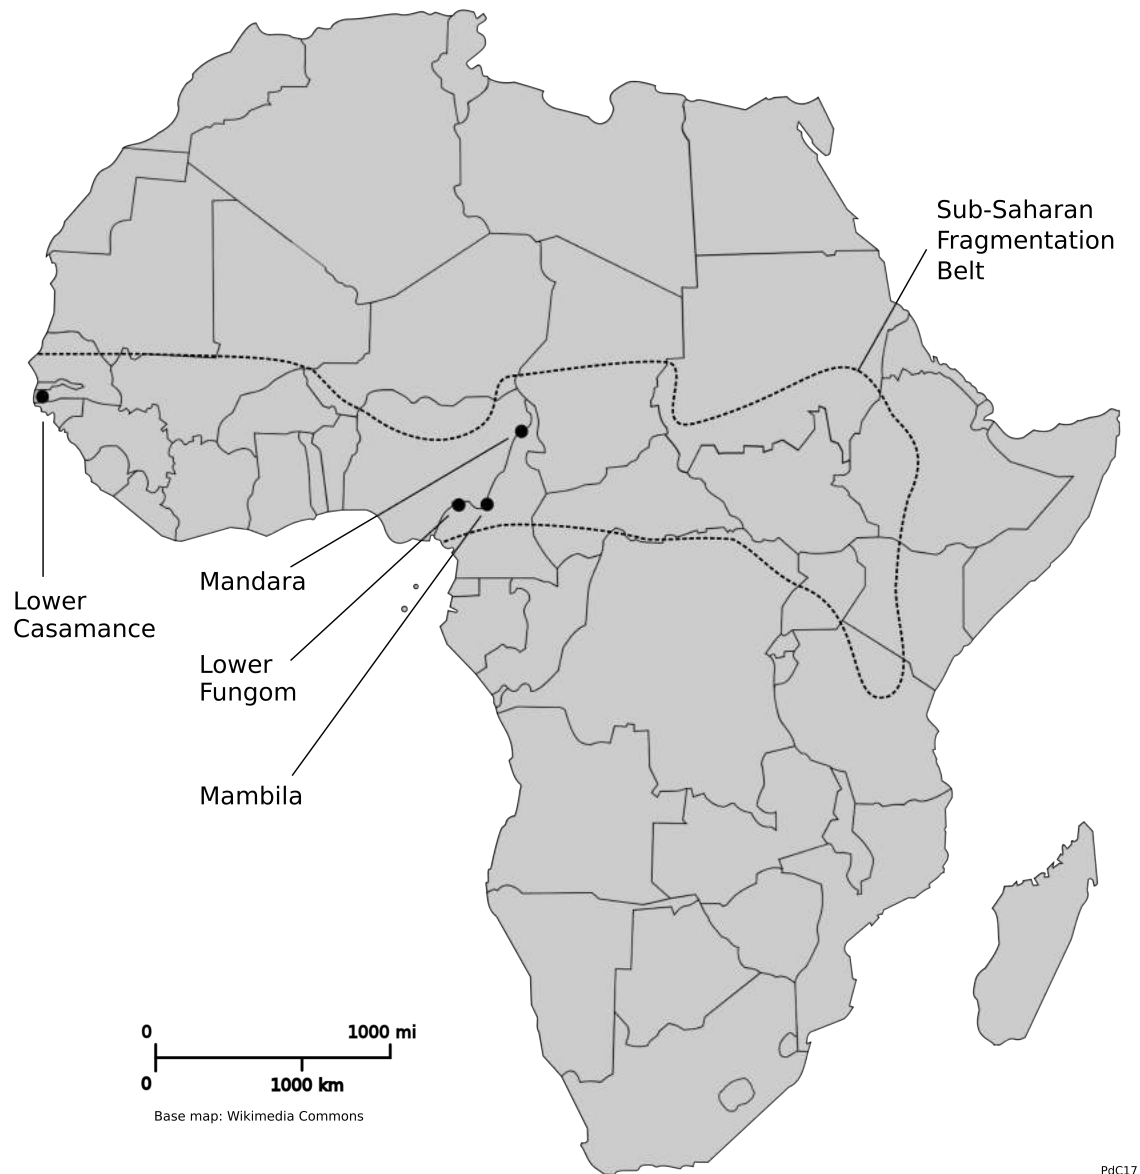 Sub-Saharan
Fragmentation
Belt
Mandara
Lower
Casamance
Lower
Fungom
Mambila
0
1000 mi
0
1000 km
Base map: Wikimedia Commons
PdC17